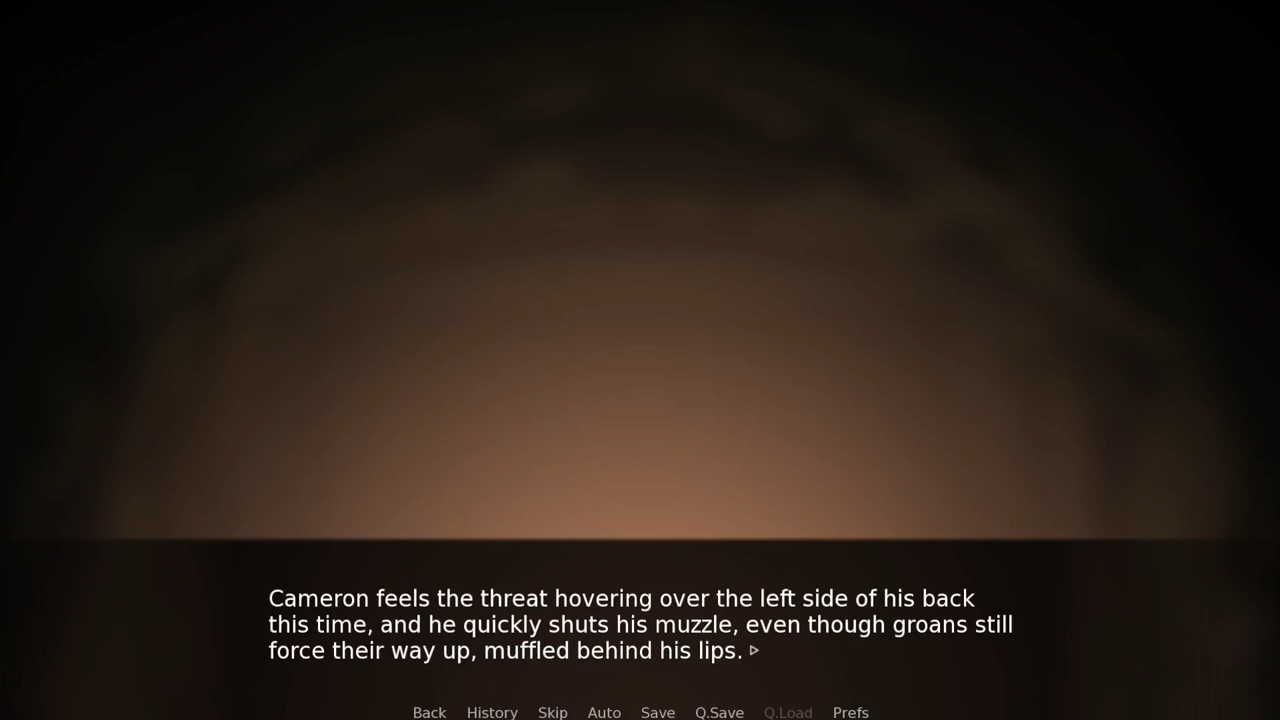 Cameron feels the threat hovering over the left side of his back
this time, and he quickly shuts his muzzle, even though groans still
force their way up, muffled behind his lips.
Back History Skip Auto Save Q.Save Q.Load Prefs